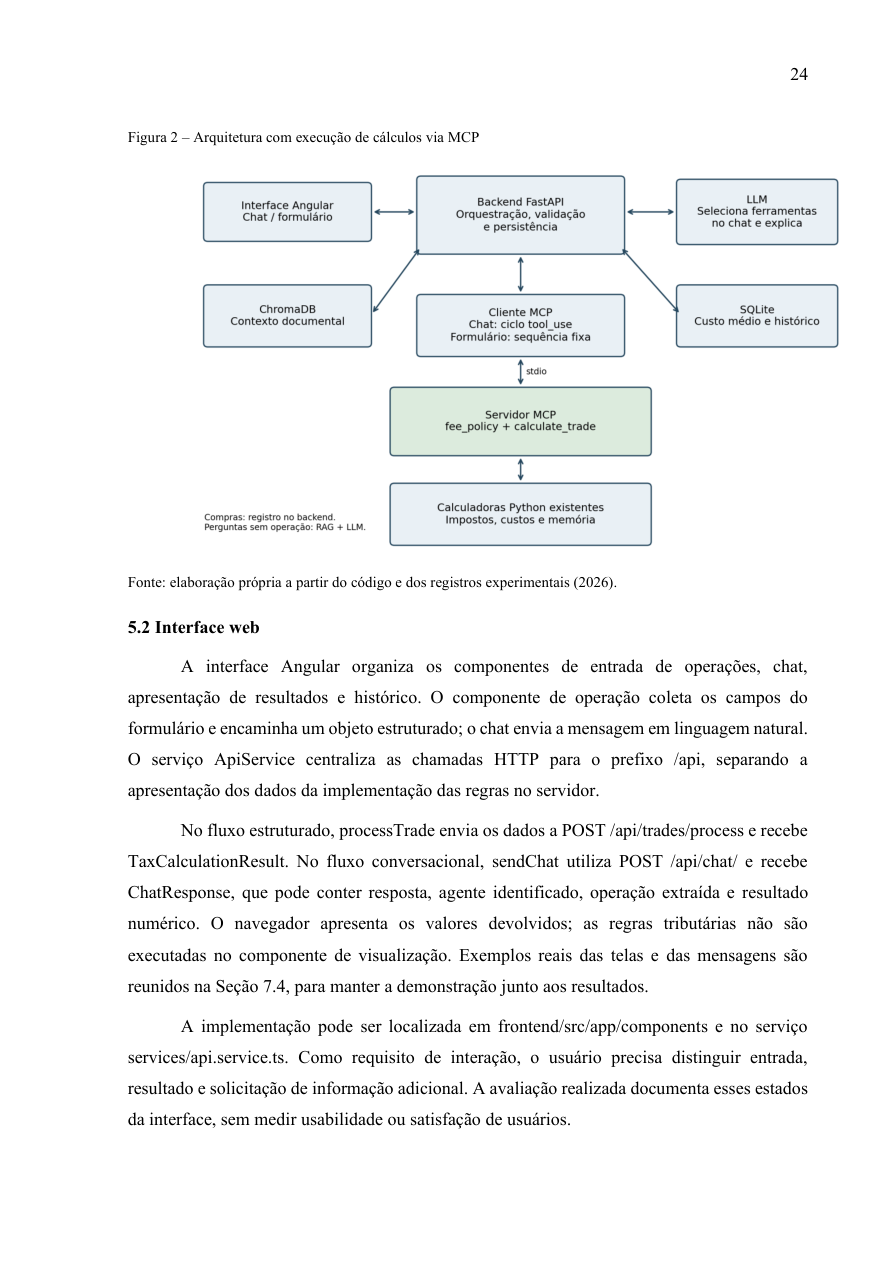 24
Figura 2 – Arquitetura com execução de cálculos via MCP
Interface Angular
Chat / formulário
Backend FastAPI
Orquestração, validação
e persistência
LLM
Seleciona ferramentas
no chat e explica
ChromaDB
Contexto documental
Cliente MCP
Chat: ciclo tool_use
Formulário: sequência fixa
SQLite
Custo médio e histórico
stdio
Servidor MCP
fee_policy + calculate_trade
Calculadoras Python existentes
Impostos, custos e memória
Compras: registro no backend.
Perguntas sem operação: RAG + LLM.
Fonte: elaboração própria a partir do código e dos registros experimentais (2026).
5.2 Interface web
A interface Angular organiza os componentes de entrada de operações, chat,
apresentação de resultados e histórico. O componente de operação coleta os campos do
formulário e encaminha um objeto estruturado; o chat envia a mensagem em linguagem natural.
O serviço ApiService centraliza as chamadas HTTP para o prefixo /api, separando a
apresentação dos dados da implementação das regras no servidor.
No fluxo estruturado, processTrade envia os dados a POST /api/trades/process e recebe
TaxCalculationResult. No fluxo conversacional, sendChat utiliza POST /api/chat/ e recebe
ChatResponse, que pode conter resposta, agente identificado, operação extraída e resultado
numérico. O navegador apresenta os valores devolvidos; as regras tributárias não são
executadas no componente de visualização. Exemplos reais das telas e das mensagens são
reunidos na Seção 7.4, para manter a demonstração junto aos resultados.
A implementação pode ser localizada em frontend/src/app/components e no serviço
services/api.service.ts. Como requisito de interação, o usuário precisa distinguir entrada,
resultado e solicitação de informação adicional. A avaliação realizada documenta esses estados
da interface, sem medir usabilidade ou satisfação de usuários.